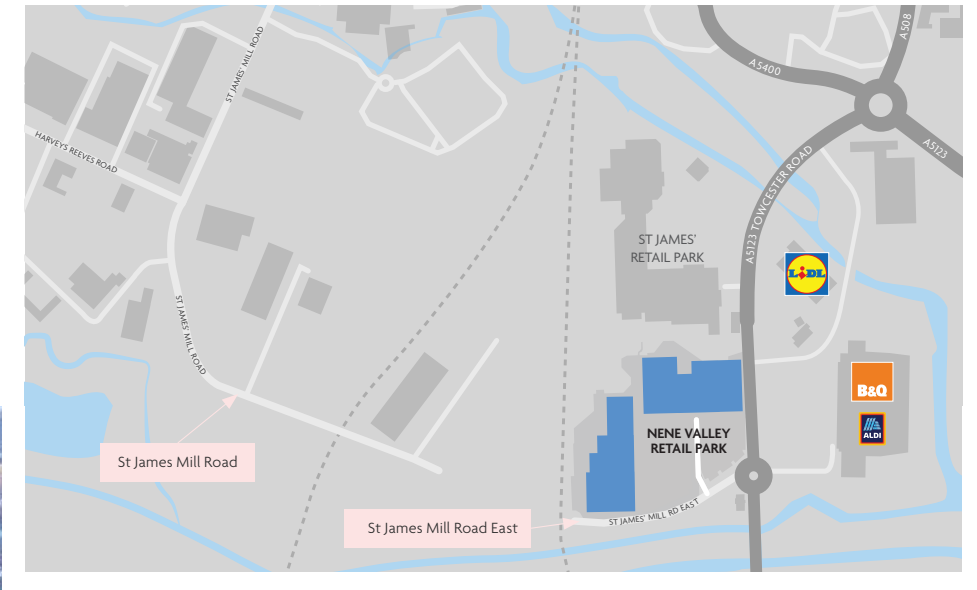 ST JAMES' MILL ROAD
HARVEYS REEVES ROAD
A5400
A508
A5123
A5123 TOWCESTER ROAD
ST JAMES'
RETAIL PARK
LIDL
ST JAMES' MILL ROAD
B&Q
ALDI
NENE VALLEY
RETAIL PARK
St James Mill Road
ST JAMES' MILL RD EAST
St James Mill Road East